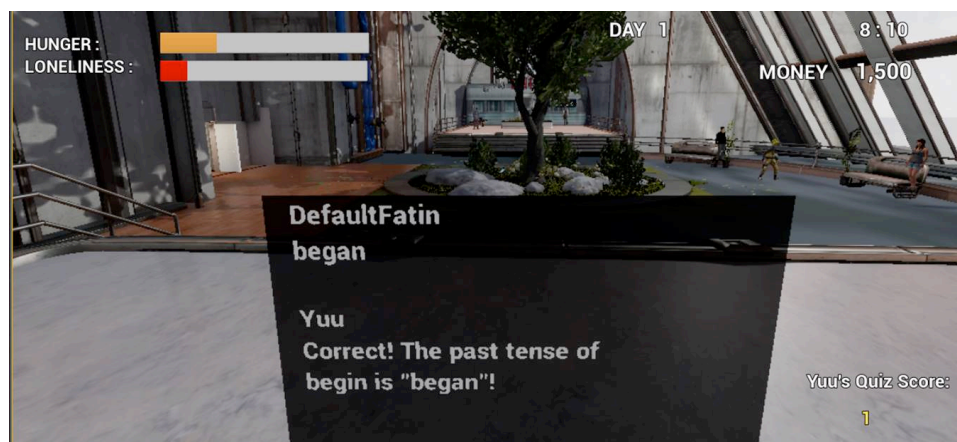 HUNGER :
LONELINESS :
DAY 1
8 : 10
MONEY 1,500
DefaultFatin
began
Yuu
Correct! The past tense of
begin is "began"!
Yuu's Quiz Score:
1